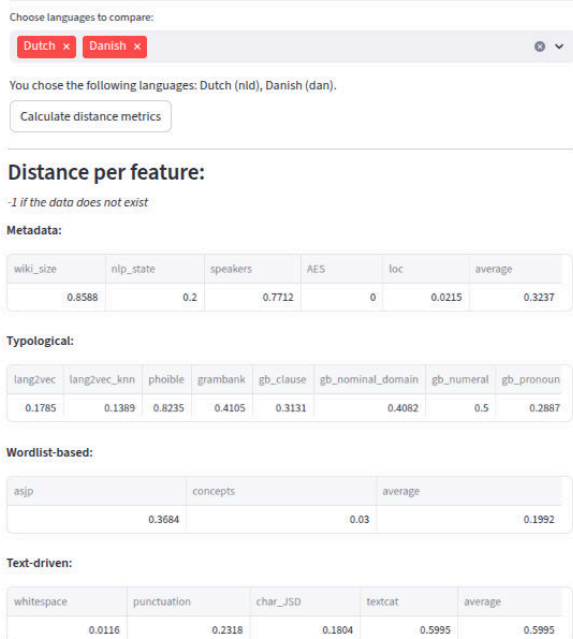 Choose languages to compare:
Dutch × Danish ×
You chose the following languages: Dutch (nld), Danish (dan).
Calculate distance metrics
Distance per feature:
-1 if the data does not exist
Metadata:
wiki_size nlp_state speakers AES loc average
0.8588 0.2 0.7712 0 0.0215 0.3237
Typological:
lang2vec lang2vec_knn phoible grambank gb_clause gb_nominal_domain gb_numeral gb_pronoun
0.1785 0.1389 0.8235 0.4105 0.3131 0.4082 0.5 0.2887
Wordlist-based:
asjp concepts average
0.3684 0.03 0.1992
Text-driven:
whitespace punctuation char_JSD textcat average
0.0116 0.2318 0.1804 0.5995 0.5995